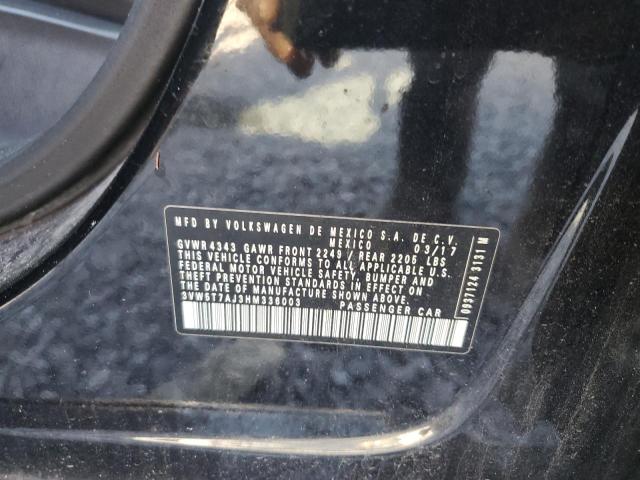 MFD BY VOLKSWAGEN DE MEXICO S.A. DE C.V.
MEXICO 03/17
GVWR 4343 GAWR FRONT 2249 / REAR 2205 LBS
THIS VEHICLE CONFORMS TO ALL APPLICABLE U.S.
FEDERAL MOTOR VEHICLE SAFETY, BUMPER AND
THEFT PREVENTION STANDARDS IN EFFECT ON
THE DATE OF MANUFACTURE SHOWN ABOVE.
3VW5T7AJ3HM336003 PASSENGER CAR
0937124 3131 M